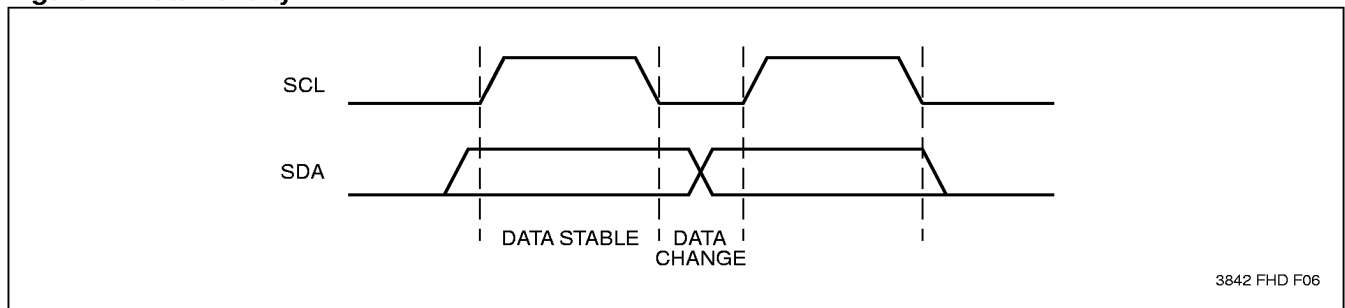 SCL
SDA
DATA STABLE
DATA
CHANGE
3842 FHD F06